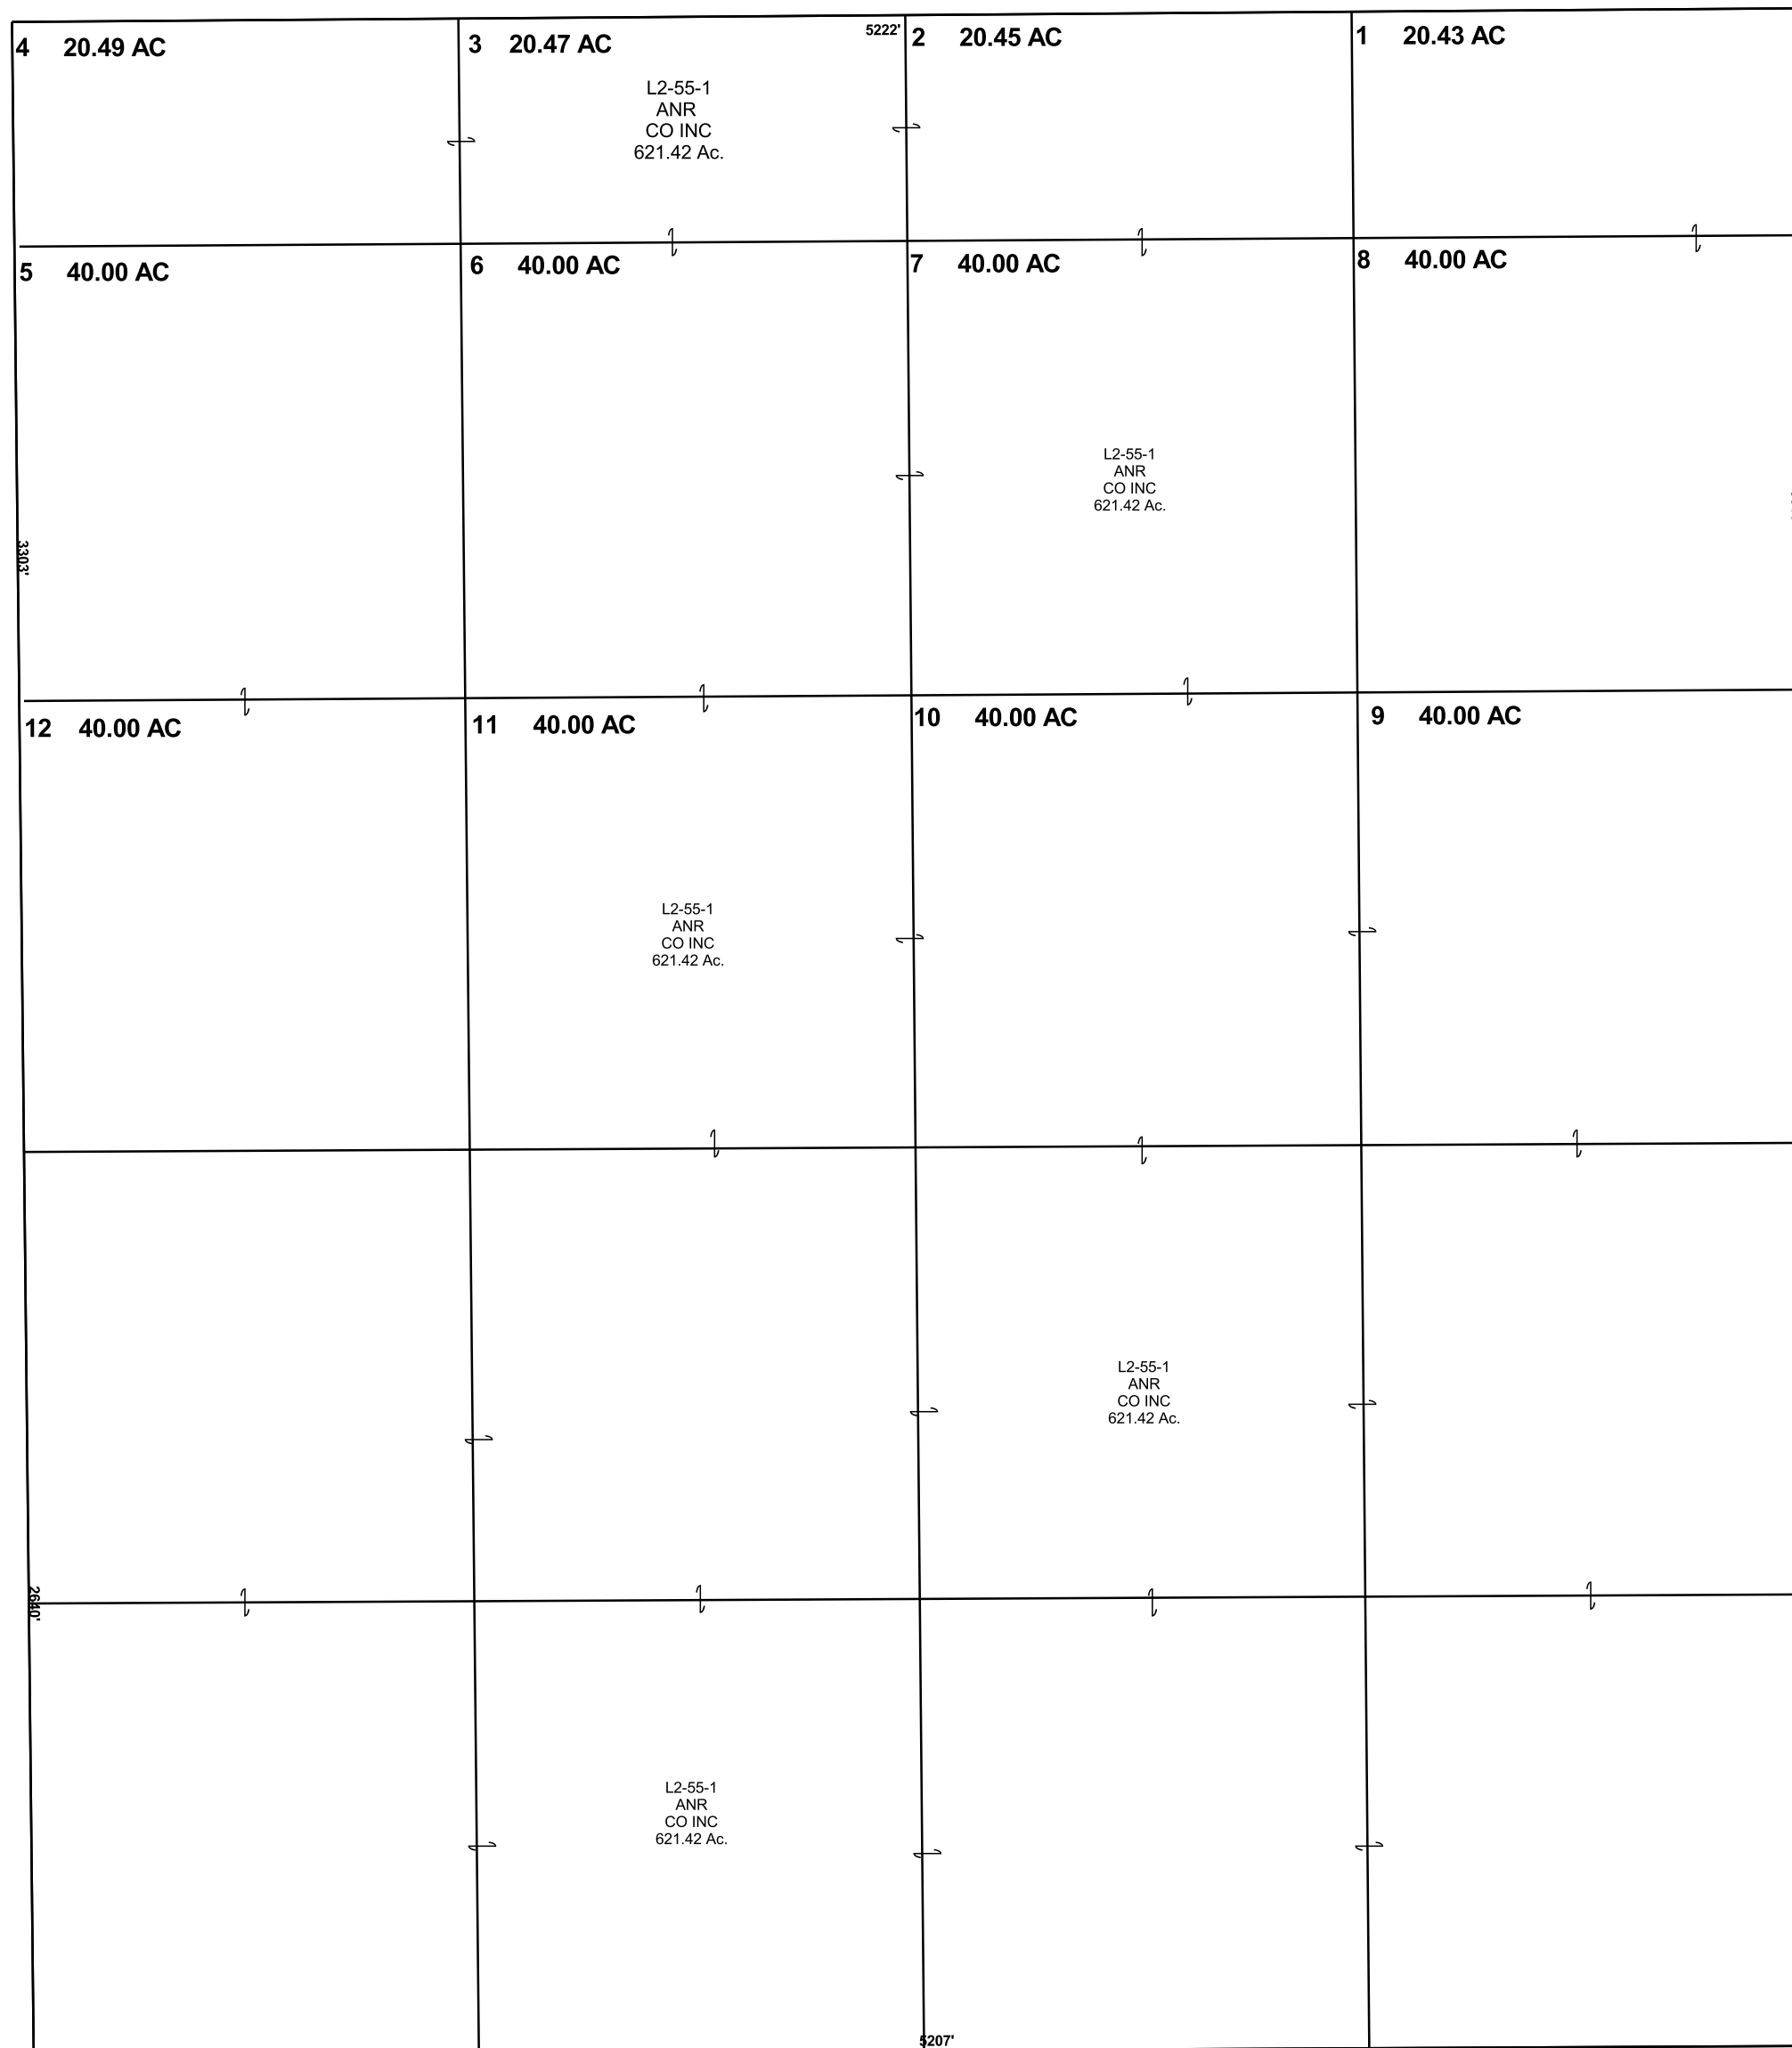 4 20.49 AC
3 20.47 AC
5222'
2 20.45 AC
1 20.43 AC
L2-55-1
ANR
CO INC
621.42 Ac.
5 40.00 AC
6 40.00 AC
7 40.00 AC
8 40.00 AC
L2-55-1
ANR
CO INC
621.42 Ac.
3303'
12 40.00 AC
11 40.00 AC
10 40.00 AC
9 40.00 AC
L2-55-1
ANR
CO INC
621.42 Ac.
L2-55-1
ANR
CO INC
621.42 Ac.
2640'
L2-55-1
ANR
CO INC
621.42 Ac.
5207'